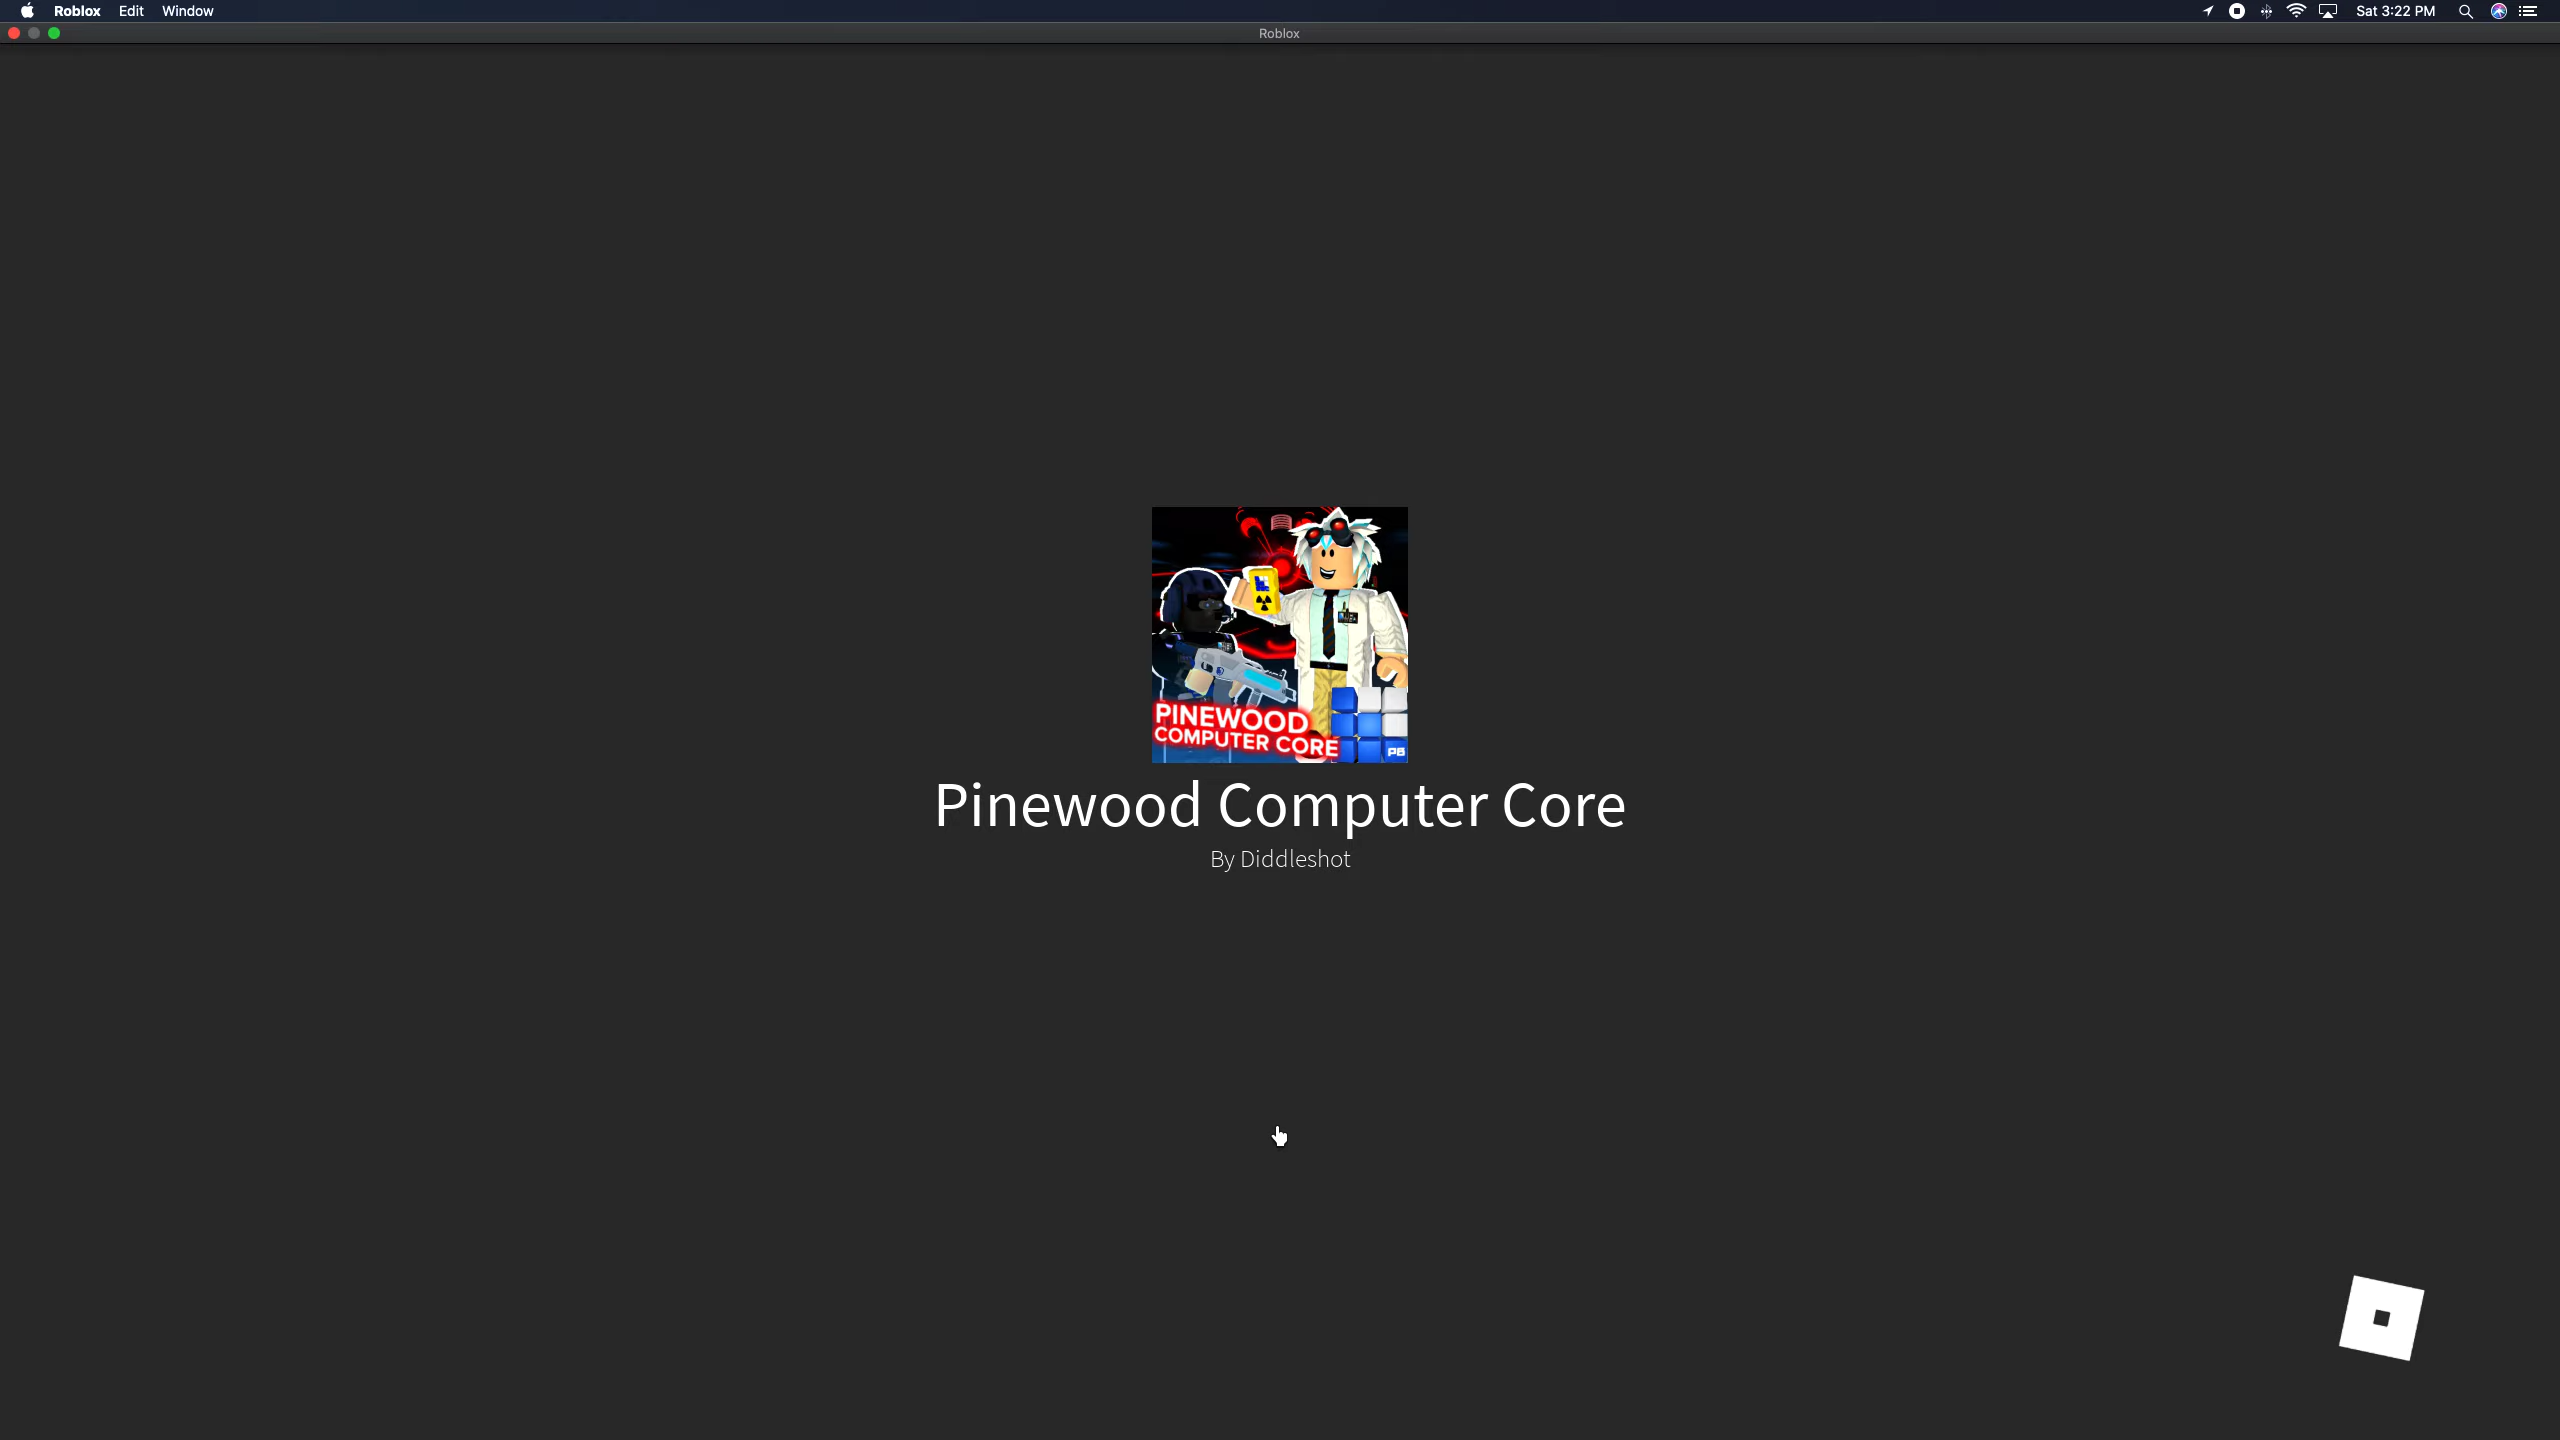 Roblox Edit Window Sat 3:22 PM
Roblox
PINEWOOD
COMPUTER CORE
PB
Pinewood Computer Core
By Diddleshot